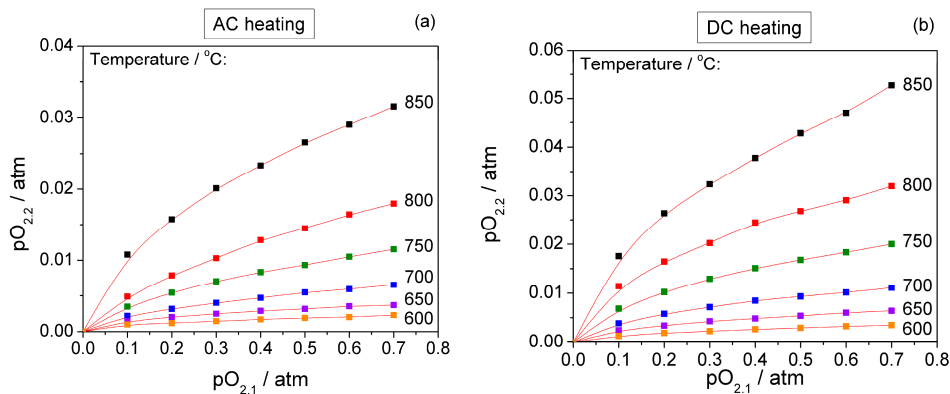 AC heating
(a)
Temperature / °C:
0.04
0.03
0.02
0.01
0.00
850
800
750
700
650
600
0.0 0.1 0.2 0.3 0.4 0.5 0.6 0.7 0.8
pO2,2 / atm
pO2,1 / atm
DC heating
(b)
Temperature / °C:
0.06
0.05
0.04
0.03
0.02
0.01
0.00
850
800
750
700
650
600
0.0 0.1 0.2 0.3 0.4 0.5 0.6 0.7 0.8
pO2,2 / atm
pO2,1 / atm